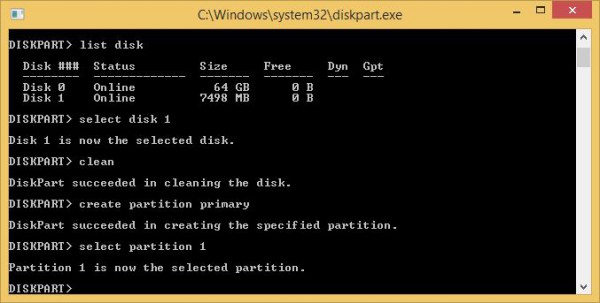 C:\Windows\system32\diskpart.exe
DISKPART> list disk
Disk ### Status Size Free Dyn Gpt
-------- ------------- ------- ------- --- ---
Disk 0 Online 64 GB 0 B
Disk 1 Online 7498 MB 0 B
DISKPART> select disk 1
Disk 1 is now the selected disk.
DISKPART> clean
DiskPart succeeded in cleaning the disk.
DISKPART> create partition primary
DiskPart succeeded in creating the specified partition.
DISKPART> select partition 1
Partition 1 is now the selected partition.
DISKPART>